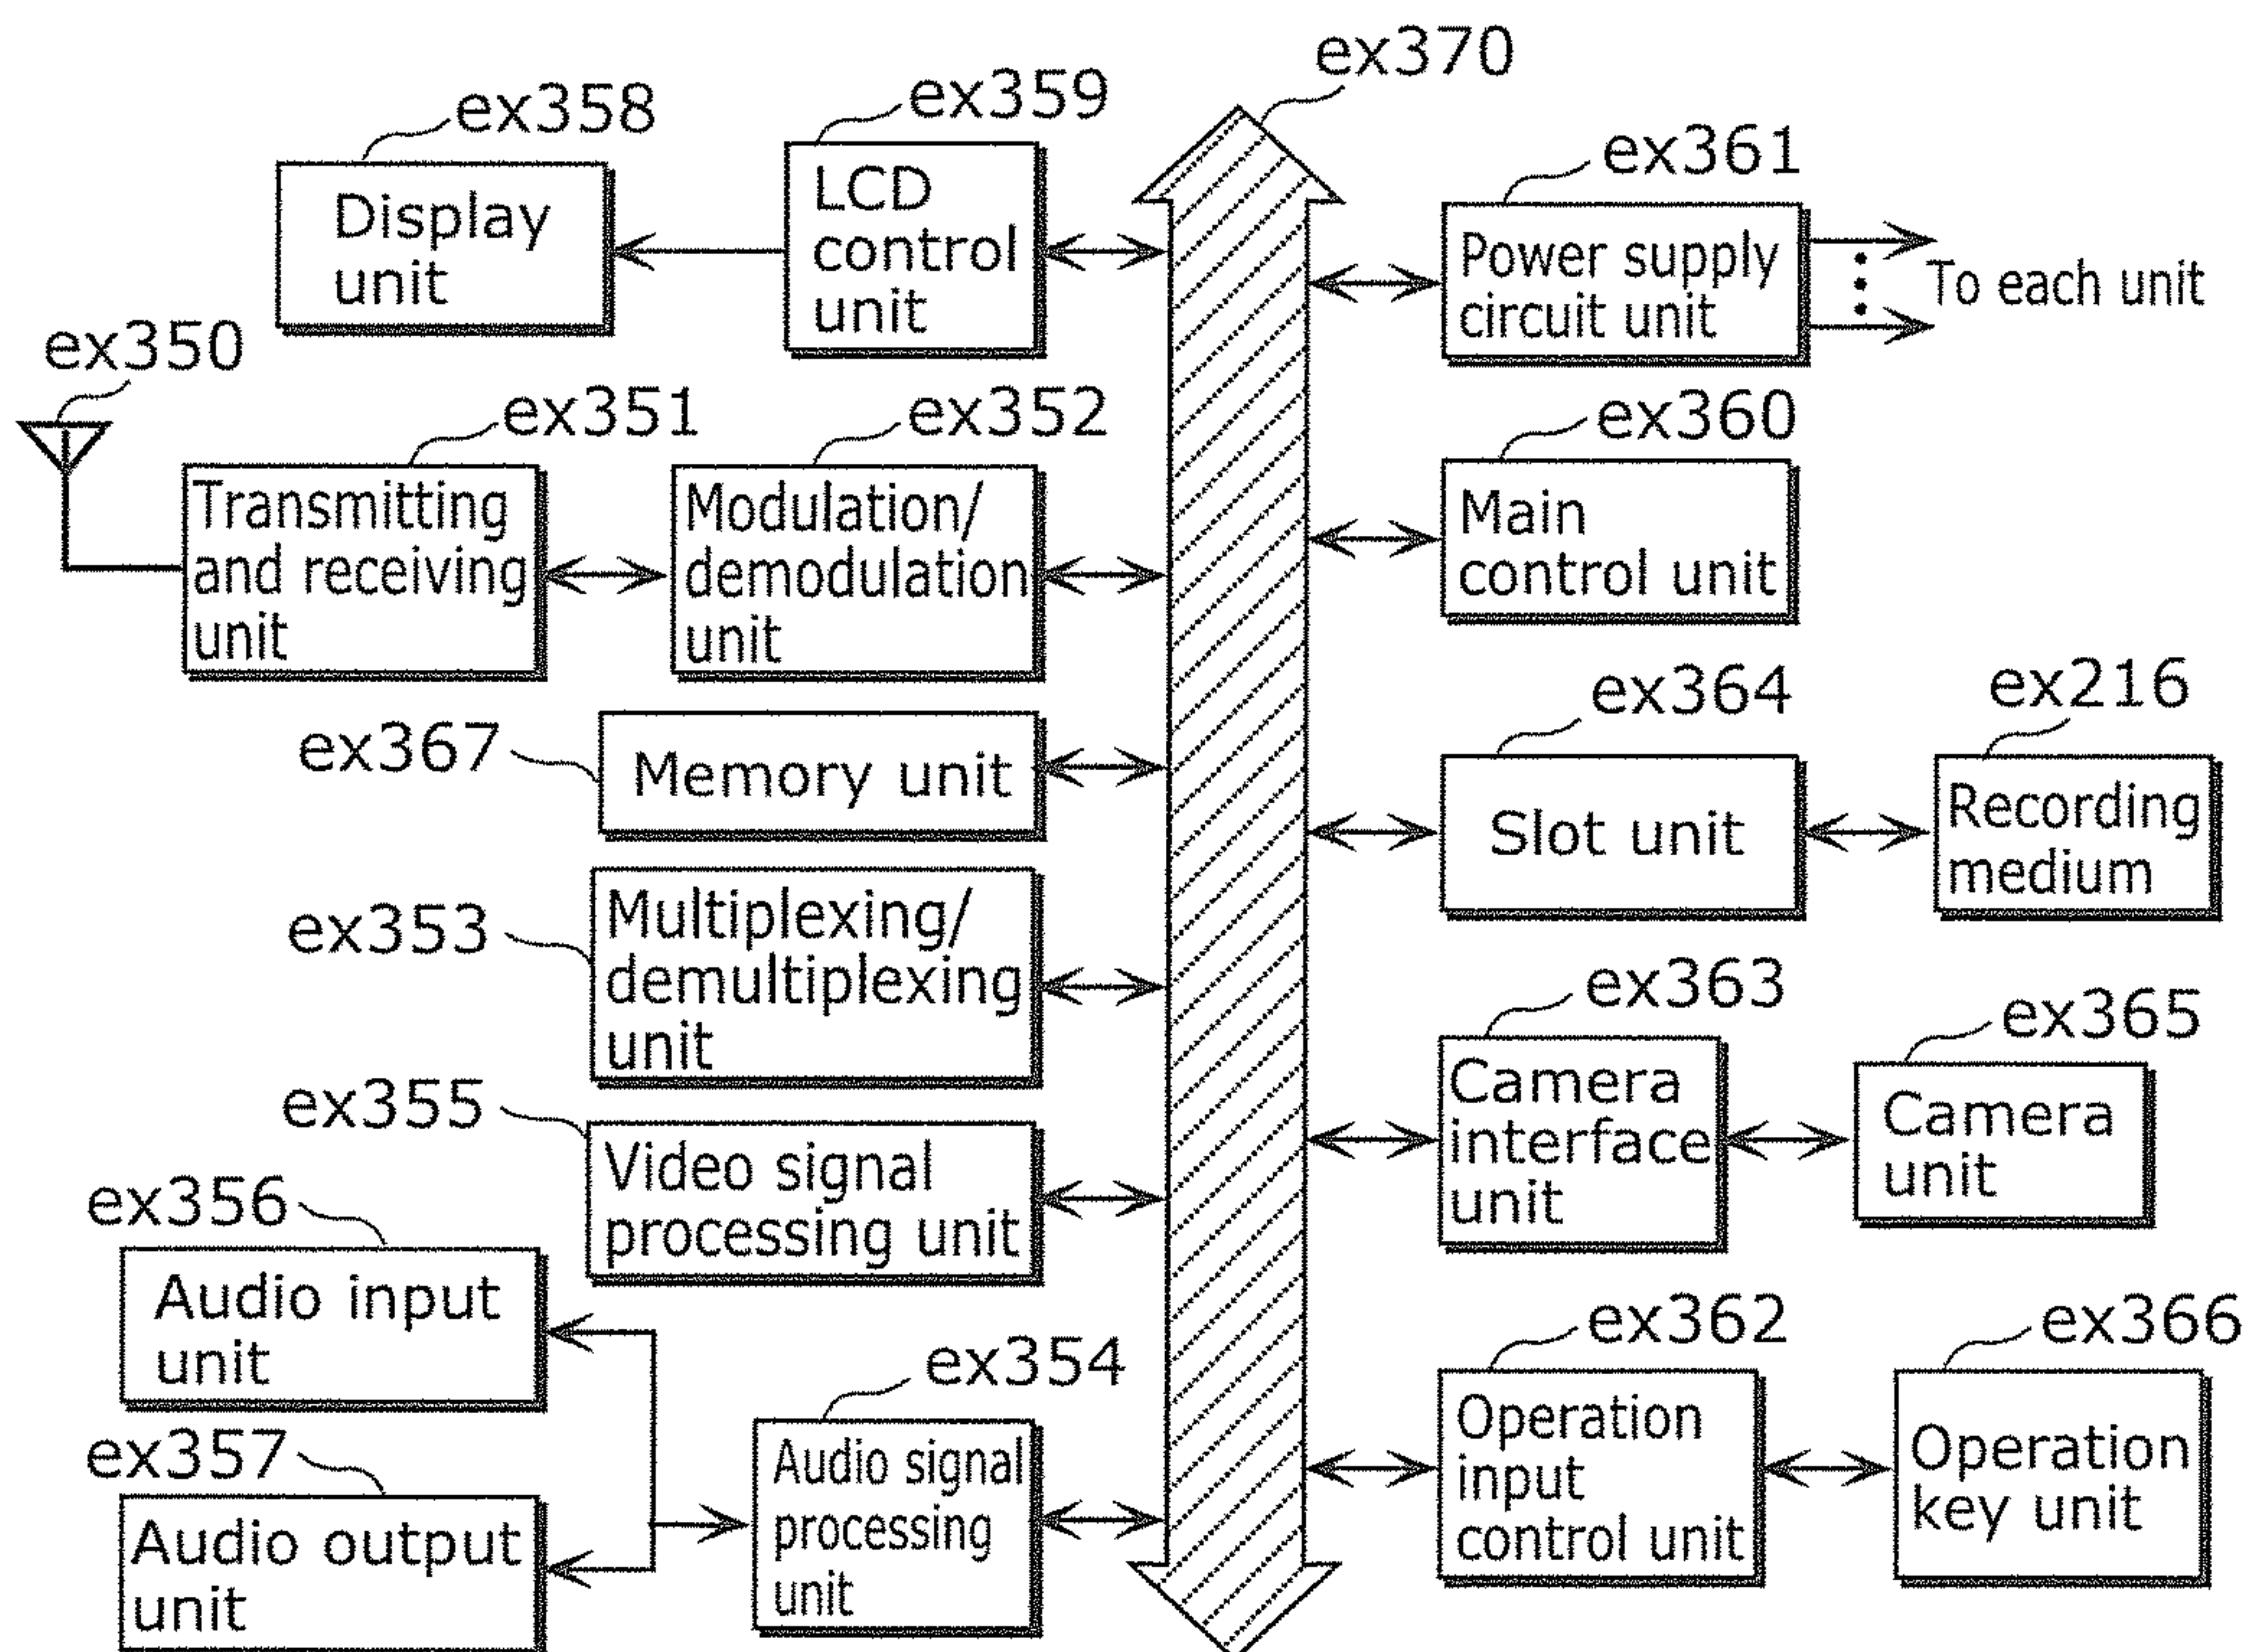 ex370
ex358
ex359
ex361
Display
unit
LCD
control
unit
Power supply
circuit unit
To each unit
ex350
ex351
ex352
ex360
Transmitting
and receiving
unit
Modulation/
demodulation
unit
Main
control unit
ex367
Memory unit
ex364
ex216
Slot unit
Recording
medium
ex353
Multiplexing/
demultiplexing
unit
ex363
ex365
Camera
interface
unit
Camera
unit
ex355
Video signal
processing unit
ex356
Audio input
unit
ex357
Audio output
unit
ex354
Audio signal
processing
unit
ex362
ex366
Operation
input
control unit
Operation
key unit